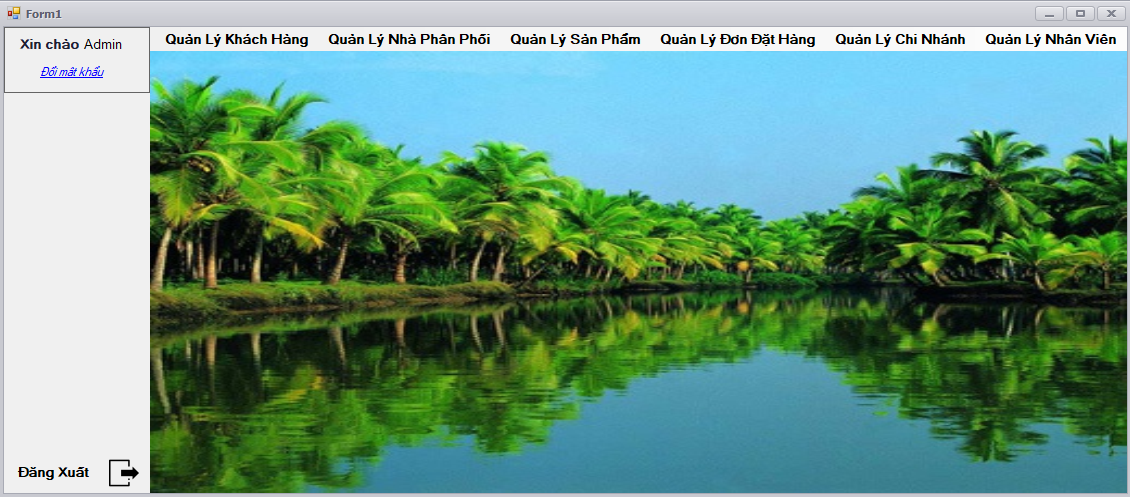 Form1
Xin chào Admin
Đổi mât khẩu
Quản Lý Khách Hàng Quản Lý Nhà Phân Phối Quản Lý Sản Phẩm Quản Lý Đơn Đặt Hàng Quản Lý Chi Nhánh Quản Lý Nhân Viên
Đăng Xuất